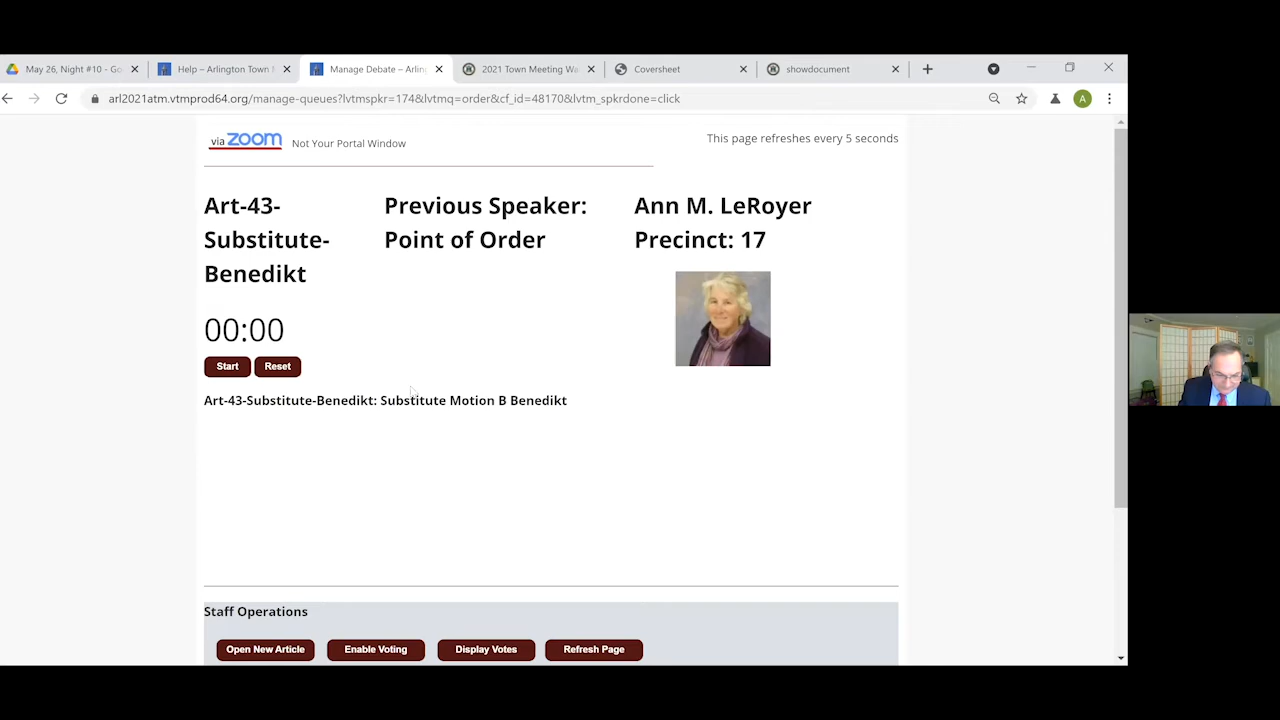 May 26, Night #10 - Go
Help – Arlington Town
Manage Debate – Arlin
2021 Town Meeting Wa
Coversheet
showdocument
arl2021atm.vtmprod64.org/manage-queues?lvtmspkr=174&lvtmq=order&cf_id=48170&lvtm_spkrdone=click
A
via zoom
Not Your Portal Window
This page refreshes every 5 seconds
Art-43-
Substitute-
Benedikt
Previous Speaker:
Point of Order
Ann M. LeRoyer
Precinct: 17
00:00
Start
Reset
Art-43-Substitute-Benedikt: Substitute Motion B Benedikt
Staff Operations
Open New Article
Enable Voting
Display Votes
Refresh Page